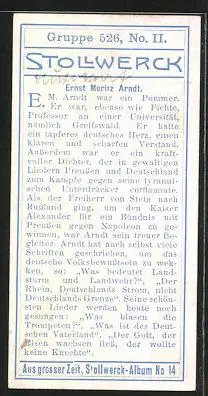 Gruppe 526, No. II.
STOLLWERCK
Ernst Moritz Arndt.
E. M. Arndt war ein Pommer.
Er war, ebenso wie Fichte,
Professor an einer Universität,
nämlich Greifswald. Er hatte
ein tapferes deutsches Herz, einen
klaren und scharfen Verstand.
Außerdem war er ein kraft-
voller Dichter, der in gewaligen
Liedern Preußen und Deutschland
zum Kampfe gegen seine tyranni-
schen Unterdrücker entflammte.
Als der Freiherr von Stein nach
Rußland ging, um den Kaiser
Alexander für ein Bündnis mit
Preußen gegen Napoleon zu ge-
winnen, war Arndt sein treuer Be-
gleiter. Arndt hat auch selbst viele
Schriften geschrieben, um das
deutsche Volksbewußtsein zu wek-
ken, so: „Was bedeutet Land-
sturm und Landwehr?", „Der
Rhein, Deutschlands Strom, nicht
Deutschlands Grenze". Seine schön-
sten Lieder werden heute noch
gesungen: „Was blasen die
Trompeten?", „Was ist des Deut-
schen Vaterland", „Der Gott, der
Eisen wachsen ließ, der wollte
keine Knechte".
Aus grosser Zeit, Stollwerck-Album No 14